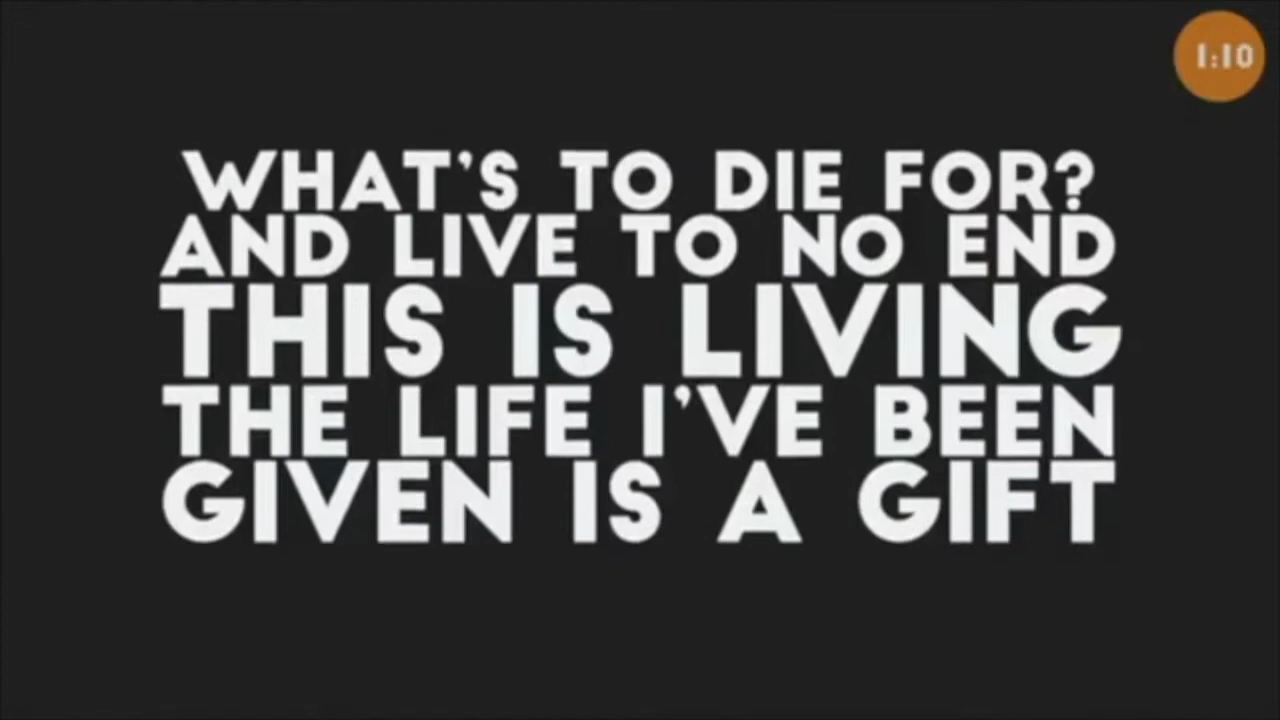 1:10
WHAT'S TO DIE FOR?
AND LIVE TO NO END
THIS IS LIVING
THE LIFE I'VE BEEN
GIVEN IS A GIFT